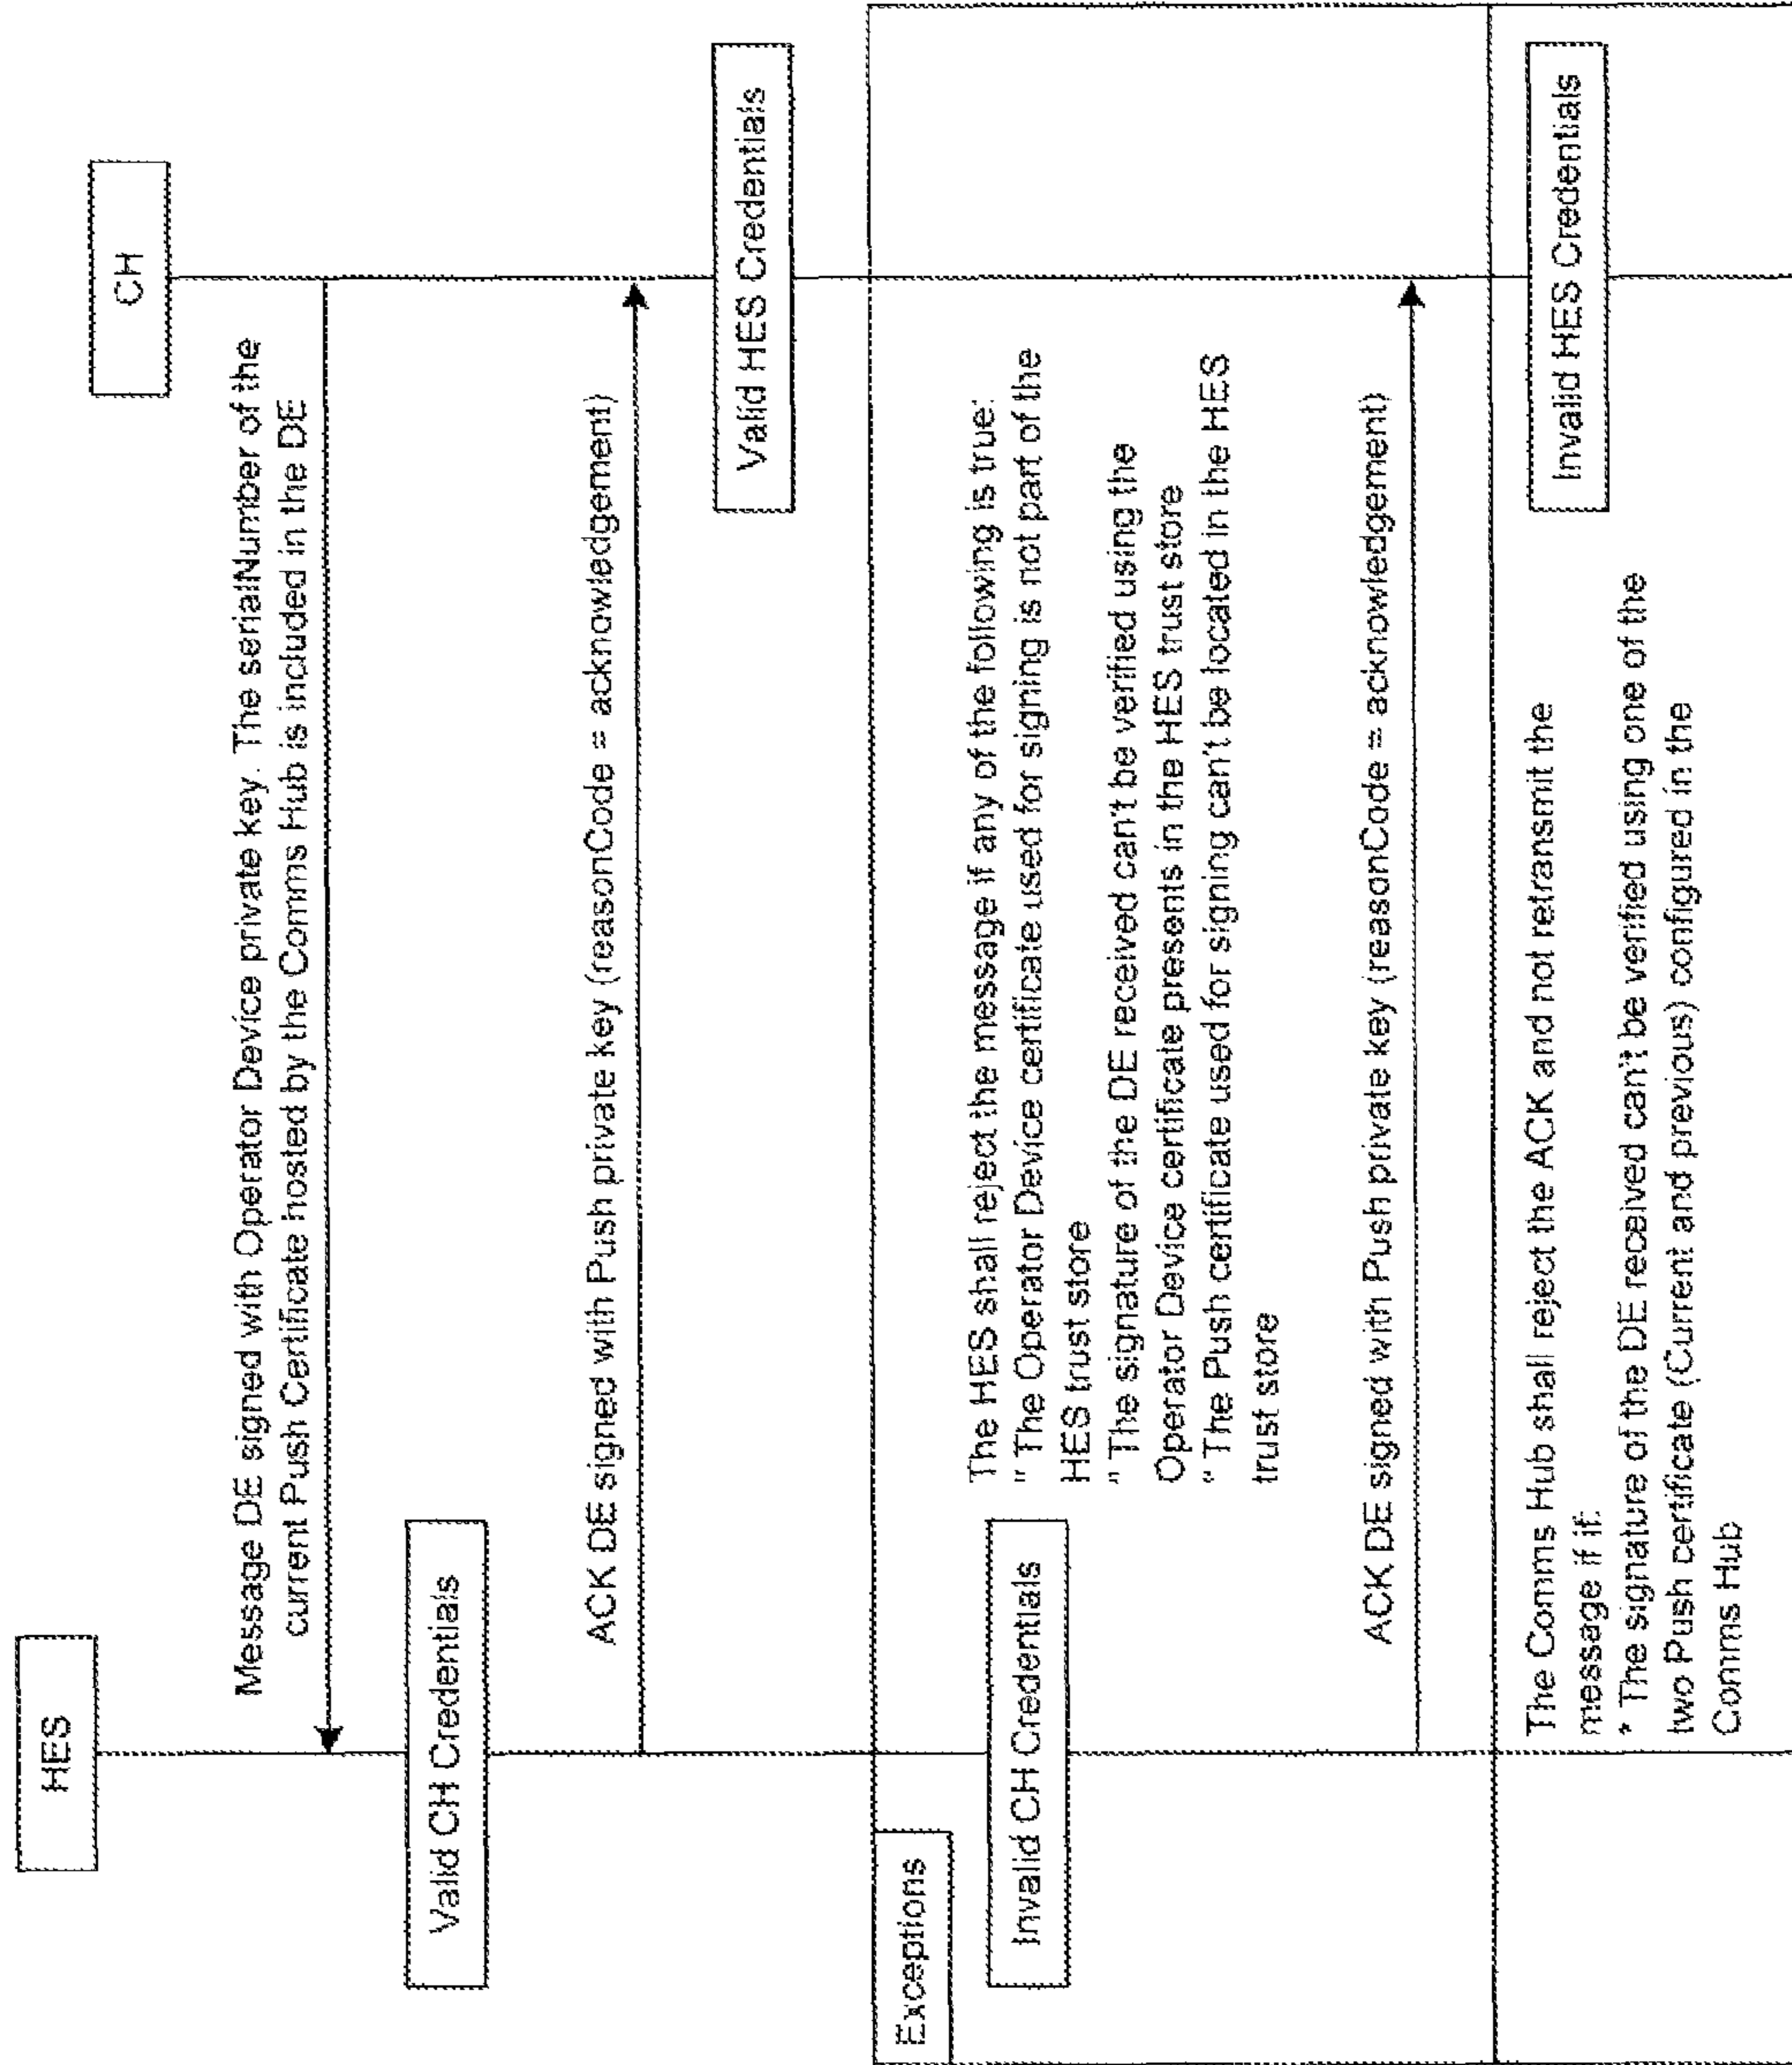 HES
CH
Message DE signed with Operator Device private key. The serialNumber of the
current Push Certificate hosted by the Comms Hub is included in the DE
Valid CH Credentials
ACK DE signed with Push private key (reasonCode = acknowledgement)
Valid HES Credentials
Exceptions
The HES shall reject the message if any of the following is true:
" The Operator Device certificate used for signing is not part of the
HES trust store
" The signature of the DE received can't be verified using the
Operator Device certificate presents in the HES trust store
" The Push certificate used for signing can't be located in the HES
trust store
Invalid CH Credentials
ACK DE signed with Push private key (reasonCode = acknowledgement)
Invalid HES Credentials
The Comms Hub shall reject the ACK and not retransmit the
message if it:
* The signature of the DE received can't be verified using one of the
two Push certificate (Current and previous) configured in the
Comms Hub